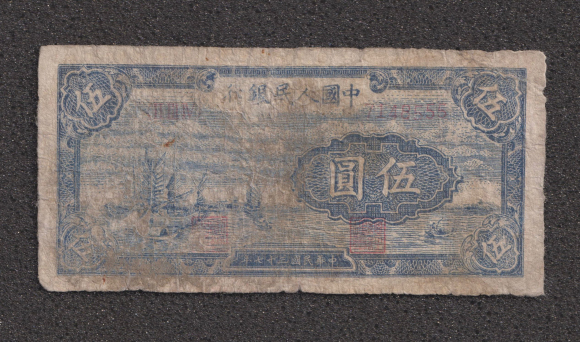 中國人民銀行
伍 伍
伍圓
伍 伍
中華民國三十七年